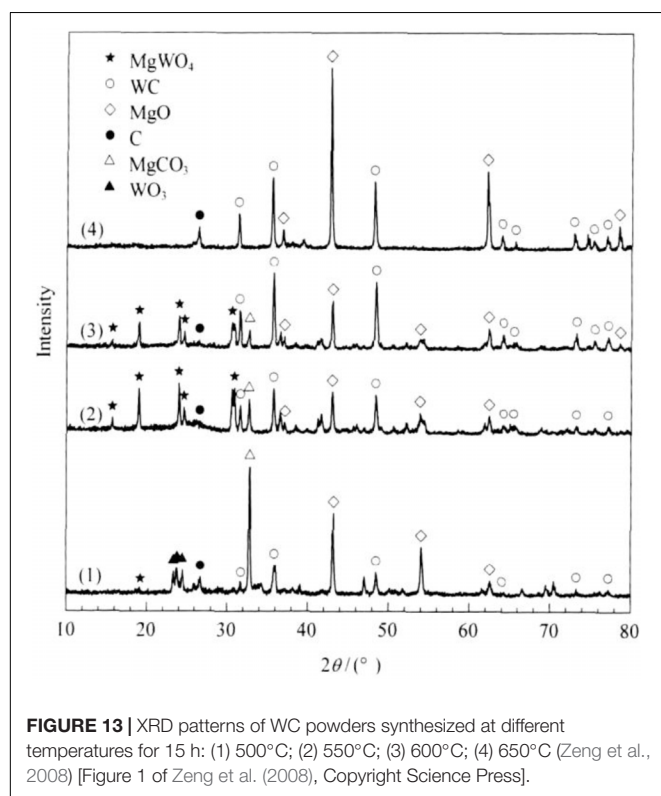 ★ MgWO₄
○ WC
◇ MgO
● C
△ MgCO₃
▲ WO₃
(4)
(3)
(2)
(1)
Intensity
10 20 30 40 50 60 70 80
2θ/(°)
FIGURE 13 | XRD patterns of WC powders synthesized at different
temperatures for 15 h: (1) 500°C; (2) 550°C; (3) 600°C; (4) 650°C (Zeng et al.,
2008) [Figure 1 of Zeng et al. (2008), Copyright Science Press].